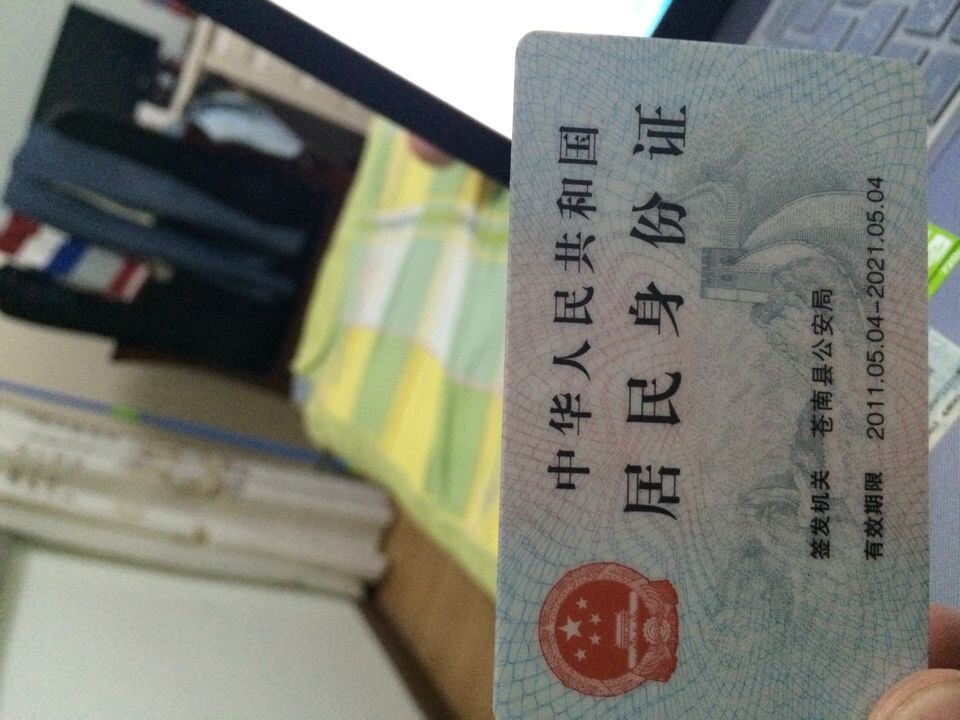 中华人民共和国
居民身份证
签发机关 苍南县公安局
有效期限 2011.05.04-2021.05.04